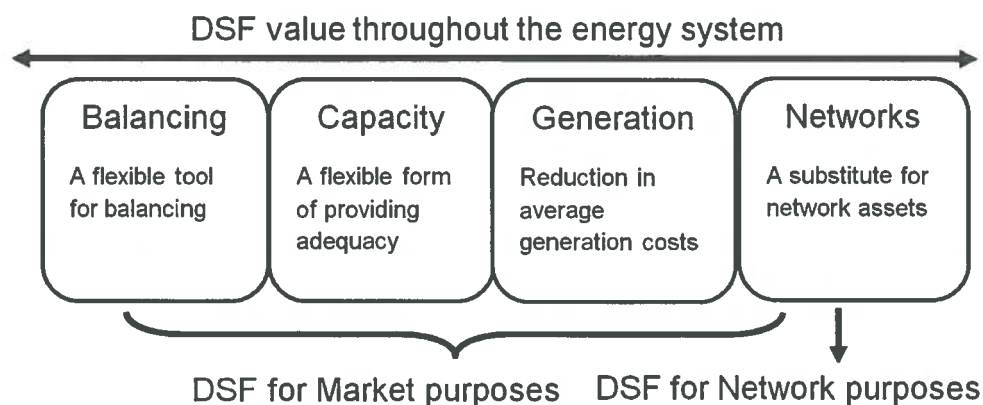 DSF value throughout the energy system
Balancing
A flexible tool
for balancing
Capacity
A flexible form
of providing
adequacy
Generation
Reduction in
average
generation costs
Networks
A substitute for
network assets
DSF for Market purposes
DSF for Network purposes